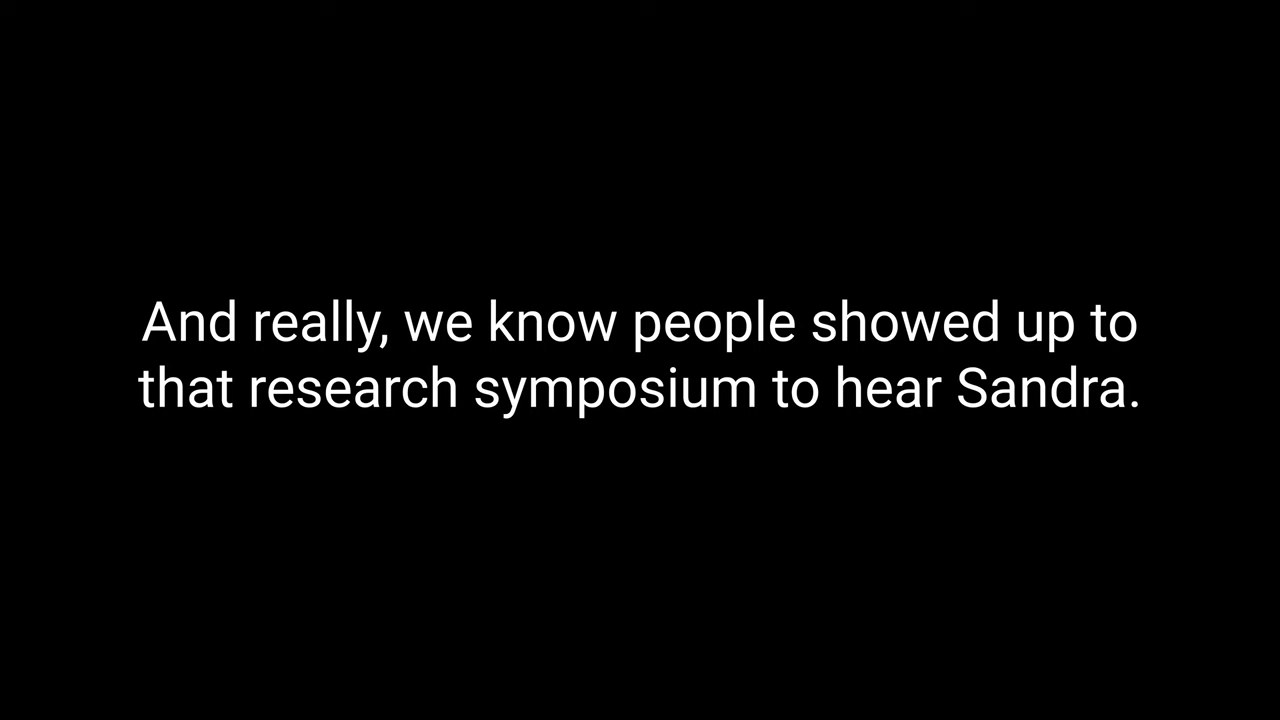 And really, we know people showed up to
that research symposium to hear Sandra.